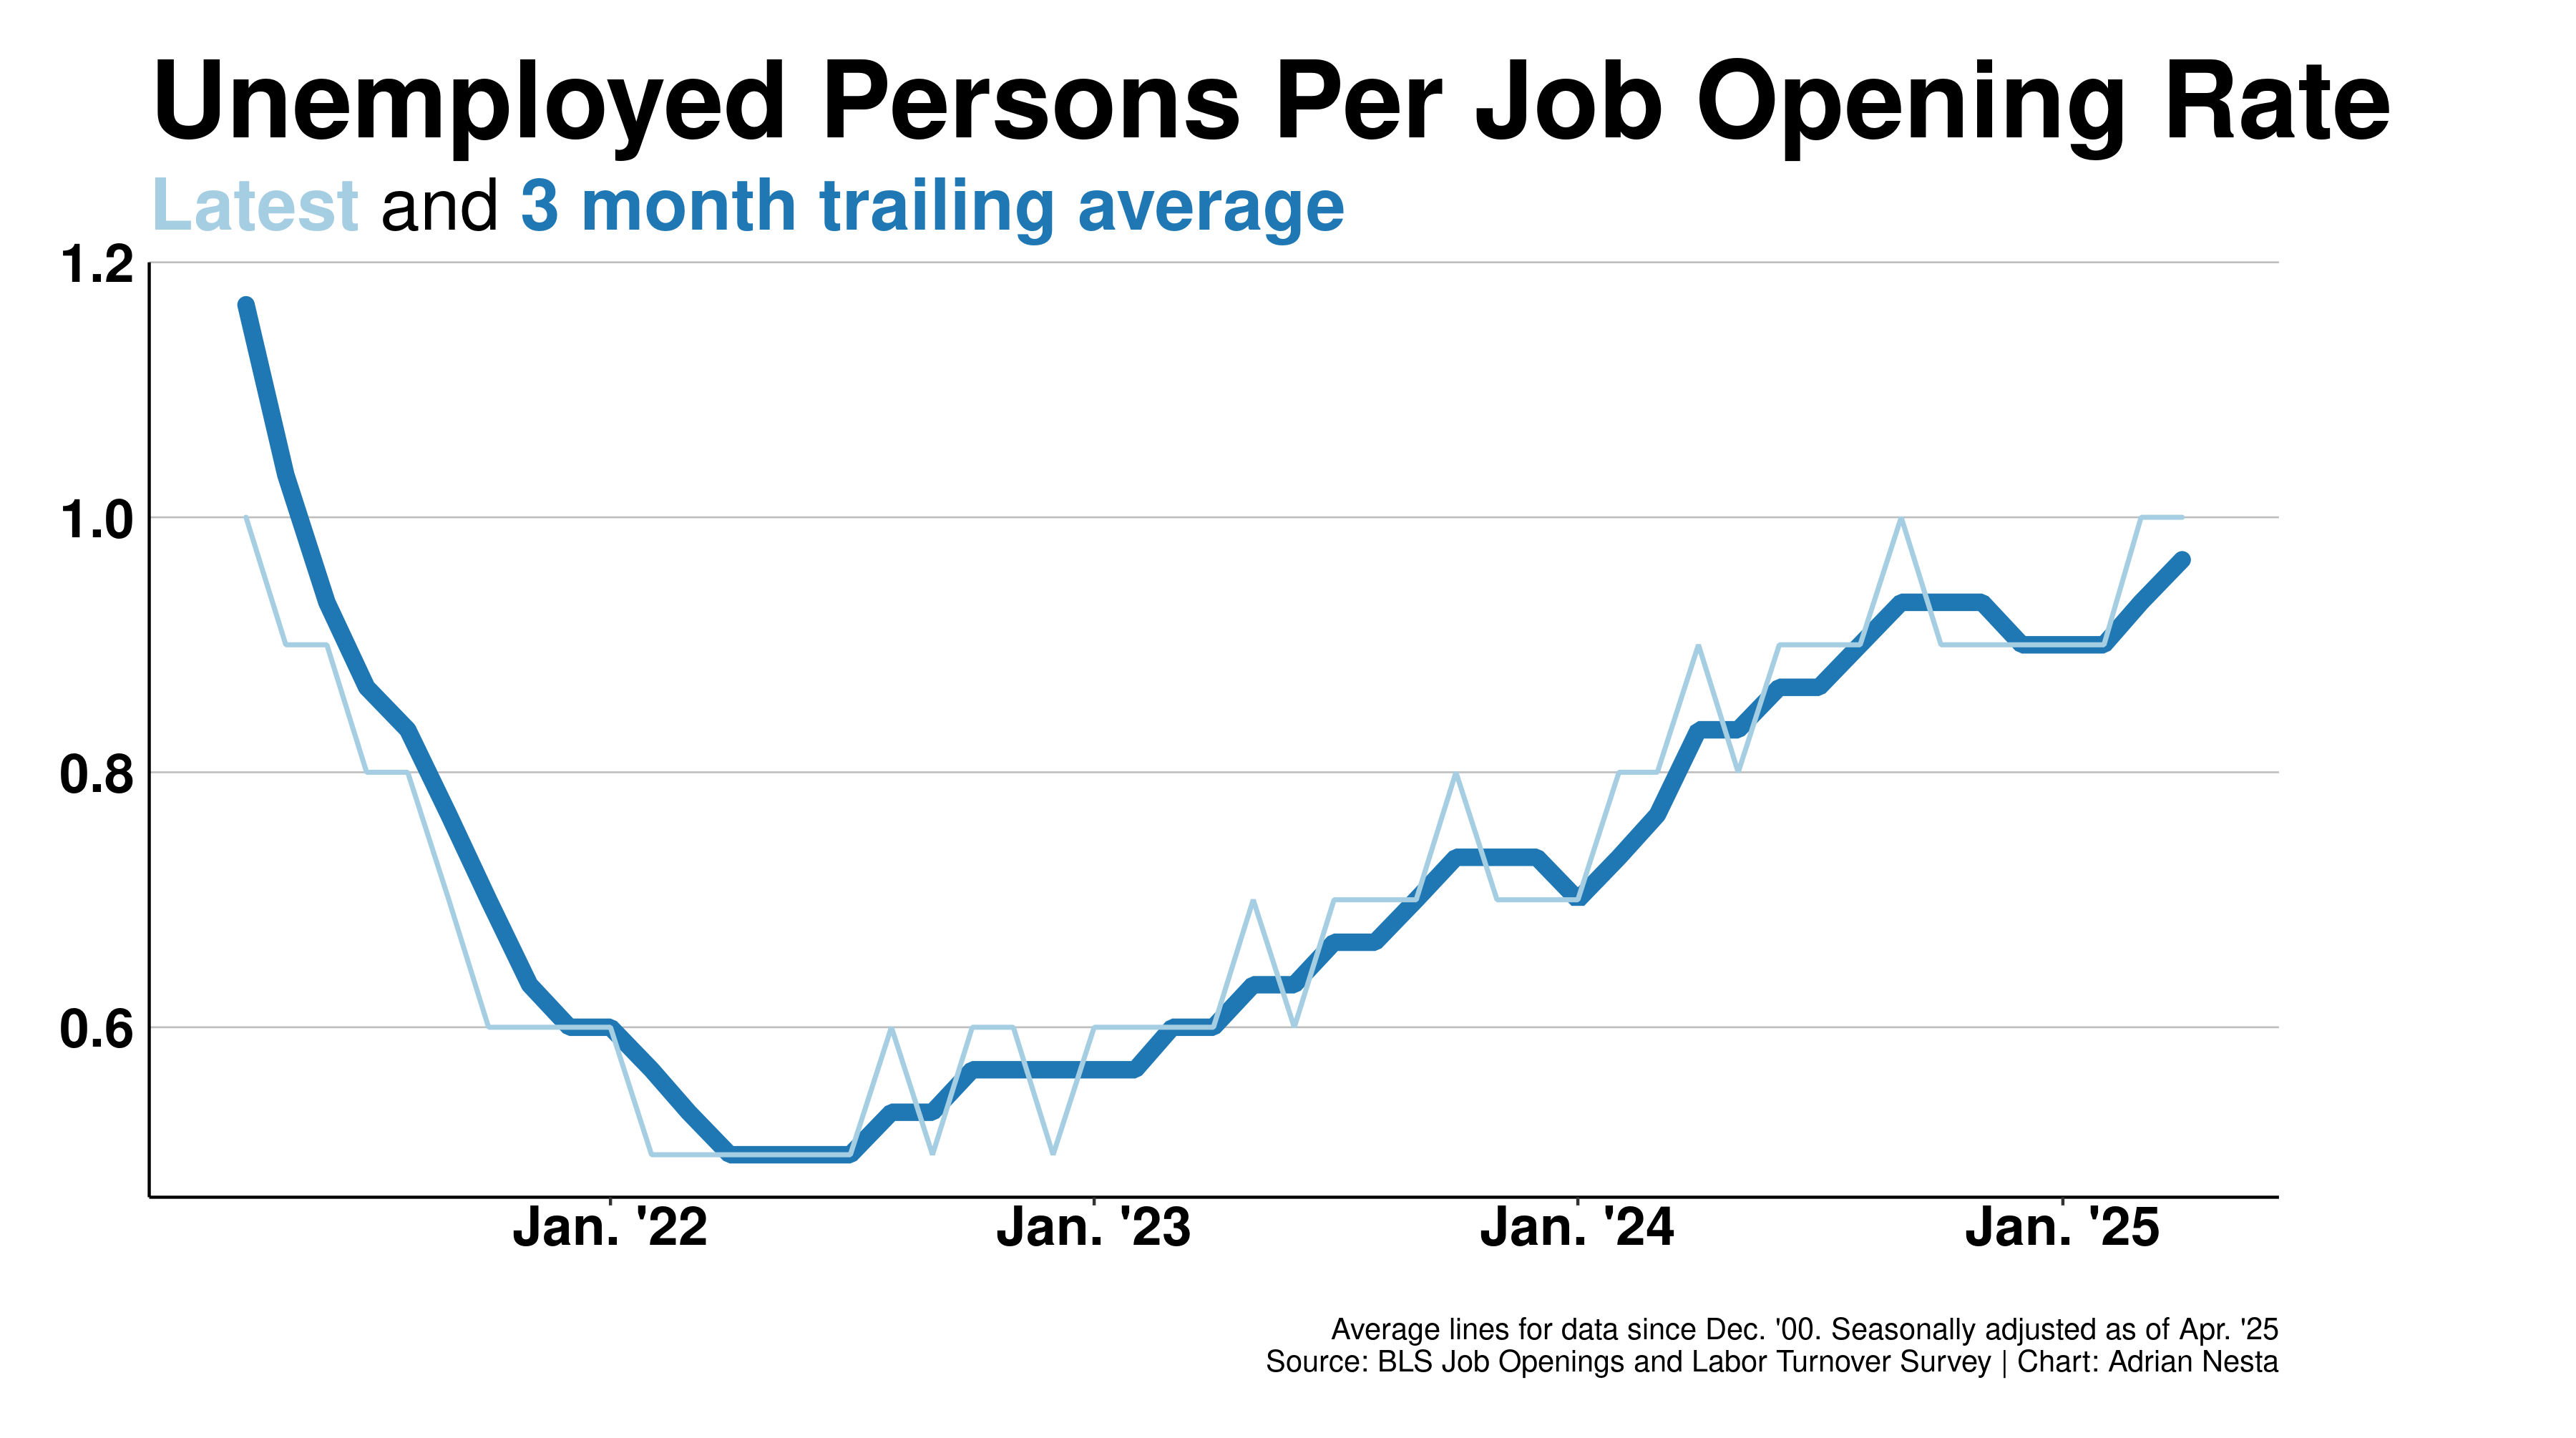 Unemployed Persons Per Job Opening Rate
Latest and 3 month trailing average
1.2
1.0
0.8
0.6
Jan. '22 Jan. '23 Jan. '24 Jan. '25
Average lines for data since Dec. '00. Seasonally adjusted as of Apr. '25
Source: BLS Job Openings and Labor Turnover Survey | Chart: Adrian Nesta